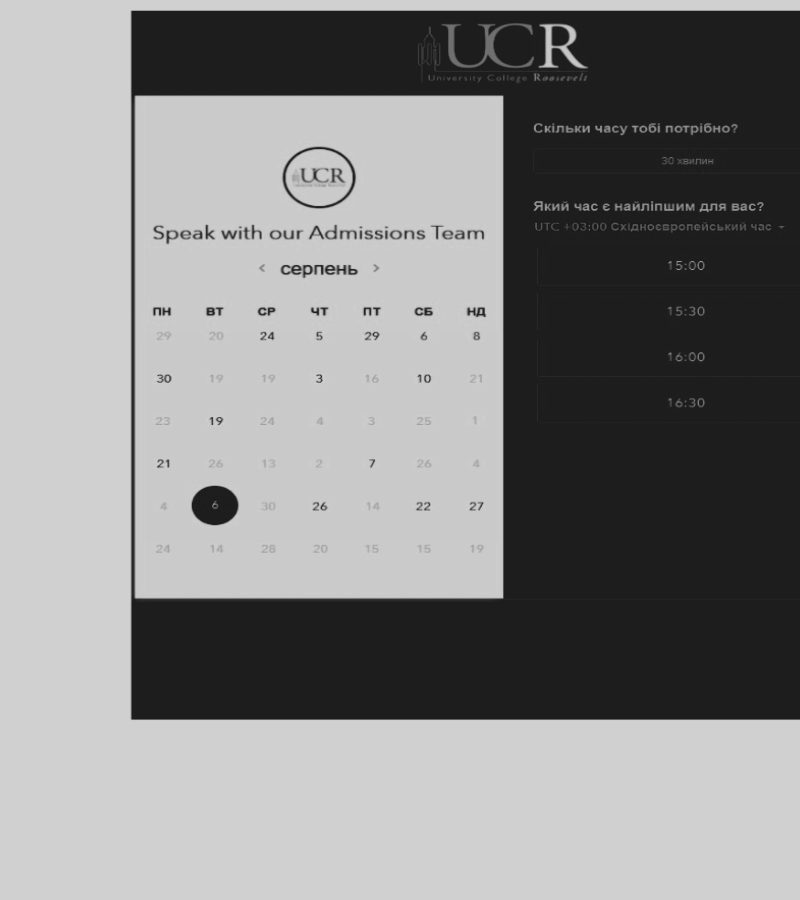 UCR
University College Roosevelt
UCR
Speak with our Admissions Team
< серпень >
ПН ВТ СР ЧТ ПТ СБ НД
29 20 24 5 29 6 8
30 19 19 3 16 10 21
23 19 24 4 3 25 1
21 26 13 2 7 26 4
4 6 30 26 14 22 27
24 14 28 20 15 15 19
Скільки часу тобі потрібно?
30 хвилин
Який час є найліпшим для вас?
UTC +03:00 Східноєвропейський час
15:00
15:30
16:00
16:30